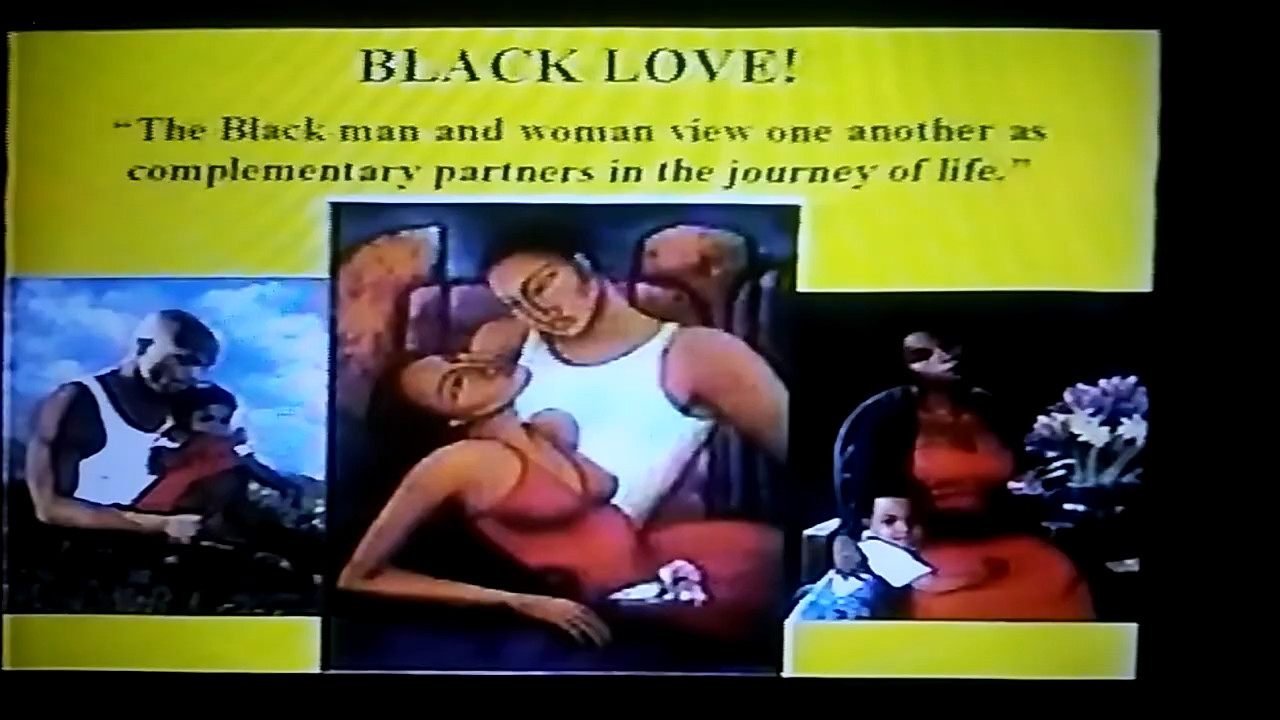 BLACK LOVE!
“The Black man and woman view one another as
complementary partners in the journey of life.”